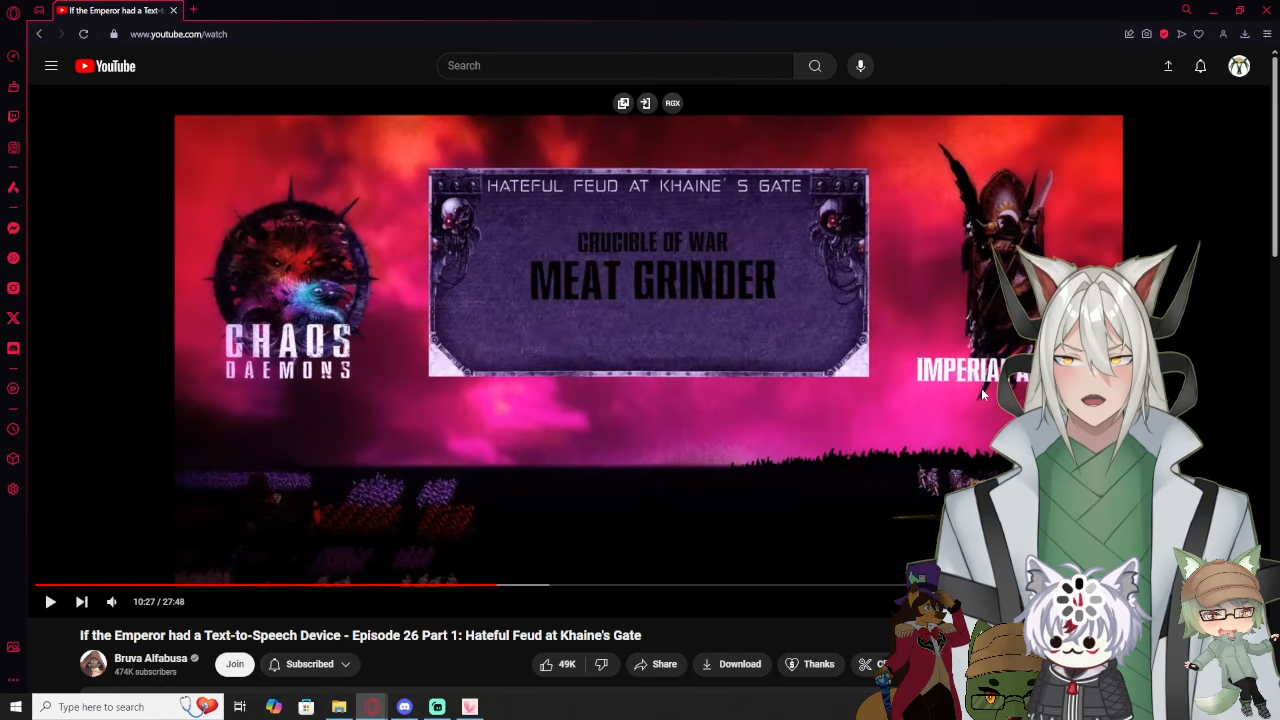 If the Emperor had a Text-
www.youtube.com/watch
YouTube
Search
RGX
HATEFUL FEUD AT KHAINE' S GATE
CRUCIBLE OF WAR
MEAT GRINDER
CHAOS
DAEMONS
IMPERIA
10:27 / 27:48
If the Emperor had a Text-to-Speech Device - Episode 26 Part 1: Hateful Feud at Khaine's Gate
Bruva Alfabusa
474K subscribers
Join
Subscribed
49K
Share
Download
Thanks
Type here to search